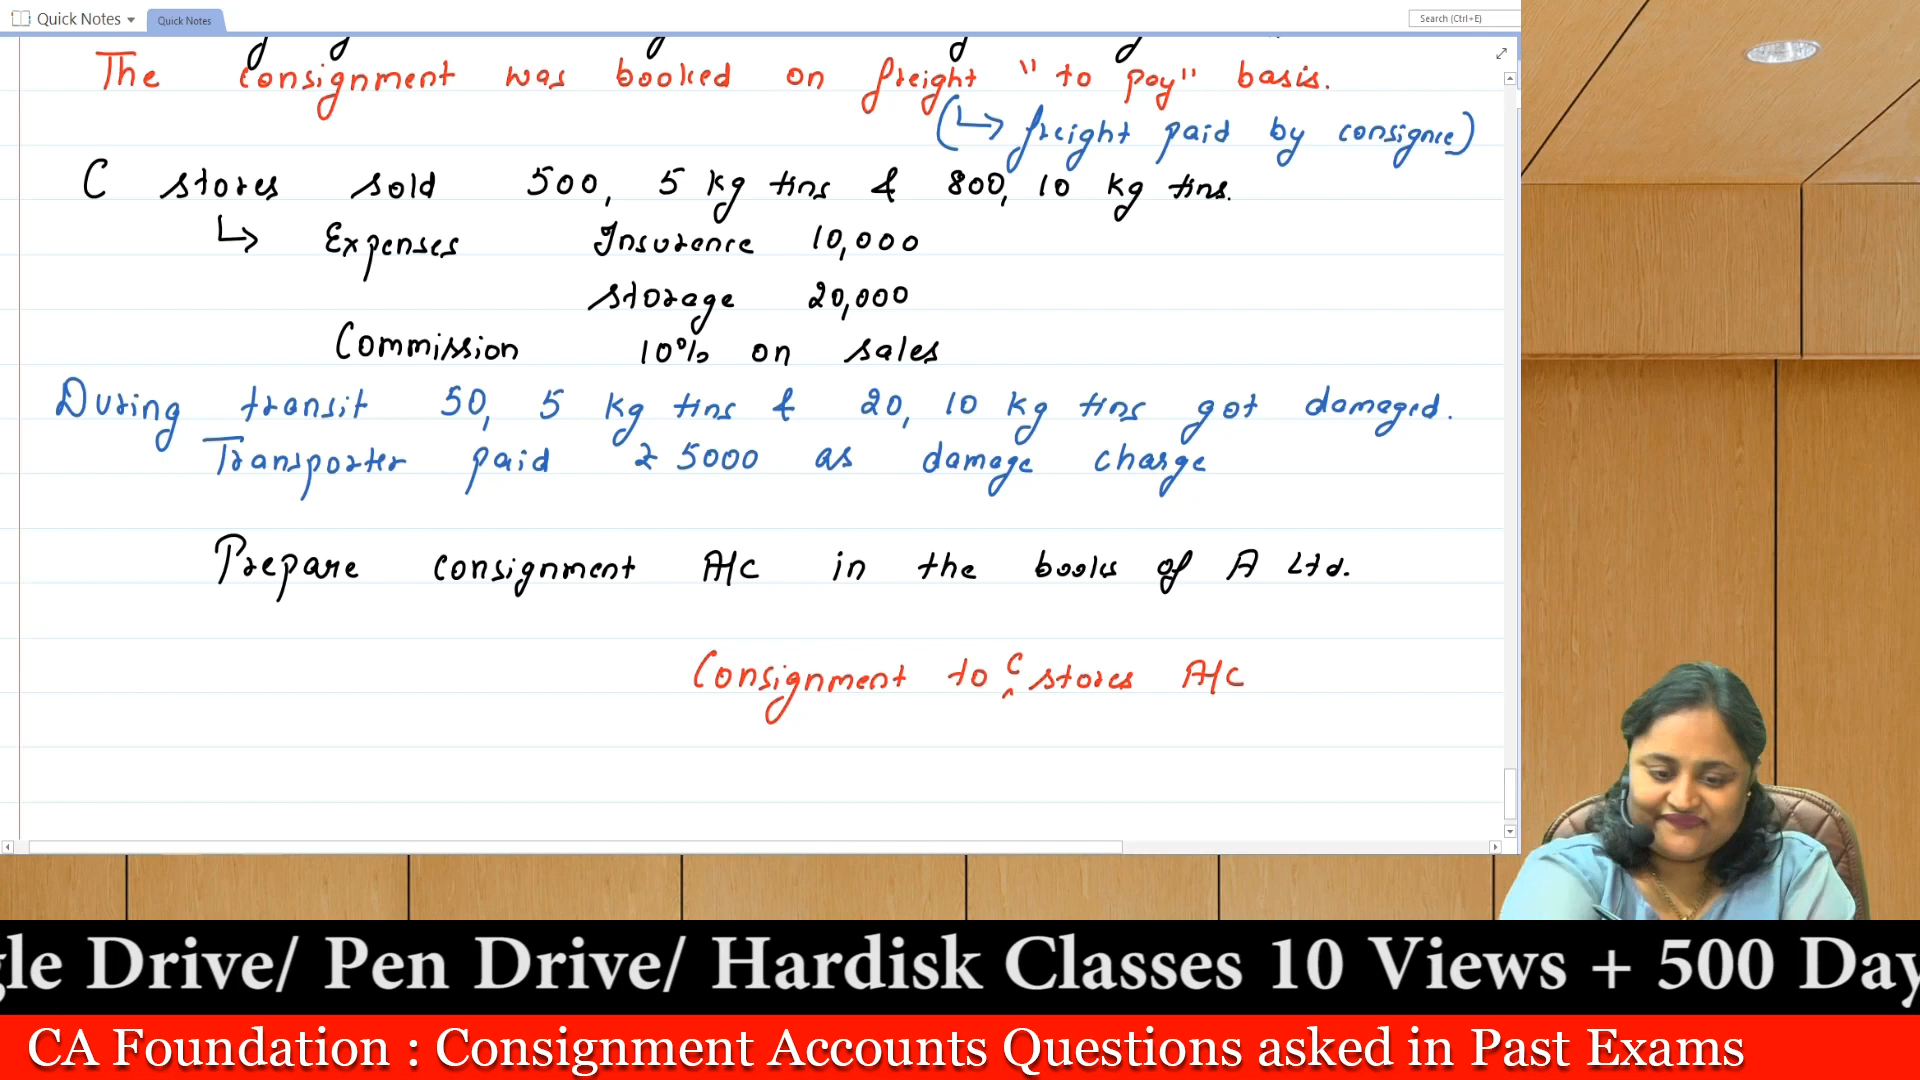 Quick Notes
Quick Notes
Search (Ctrl+E)
The consignment was booked on freight "to pay" basis.
(↳ freight paid by consignee)
C stores sold 500, 5 kg tins & 800, 10 kg tins.
↳ Expenses Insurance 10,000
storage 20,000
Commission 10% on sales
During transit 50, 5 kg tins & 20, 10 kg tins got damaged.
Transporter paid ₹ 5000 as damage charge
Prepare consignment A/c in the books of A Ltd.
Consignment to C stores A/C
gle Drive/ Pen Drive/ Hardisk Classes 10 Views + 500 Day
CA Foundation : Consignment Accounts Questions asked in Past Exams